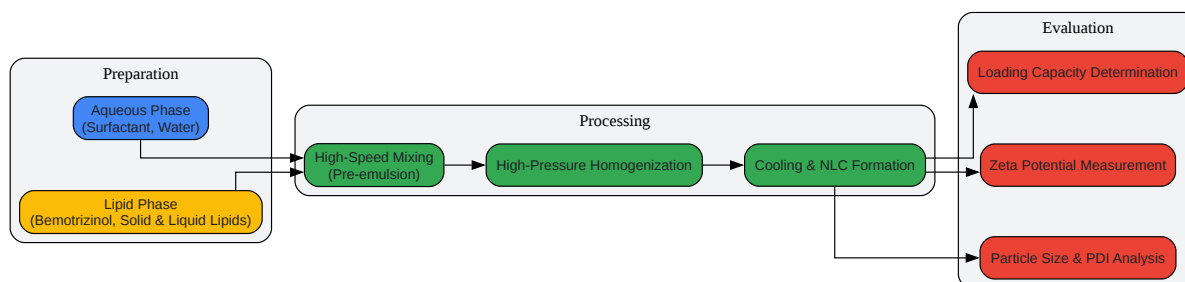 Preparation
Aqueous Phase
(Surfactant, Water)
Lipid Phase
(Bemotrizinol, Solid & Liquid Lipids)
Processing
High-Speed Mixing
(Pre-emulsion)
High-Pressure Homogenization
Cooling & NLC Formation
Evaluation
Loading Capacity Determination
Zeta Potential Measurement
Particle Size & PDI Analysis